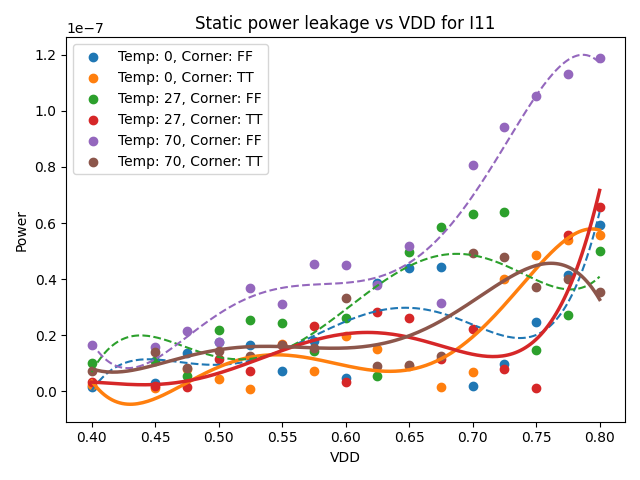 Static power leakage vs VDD for I11
1e−7
Temp: 0, Corner: FF
Temp: 0, Corner: TT
Temp: 27, Corner: FF
Temp: 27, Corner: TT
Temp: 70, Corner: FF
Temp: 70, Corner: TT
1.2
1.0
0.8
0.6
0.4
0.2
0.0
Power
0.40 0.45 0.50 0.55 0.60 0.65 0.70 0.75 0.80
VDD